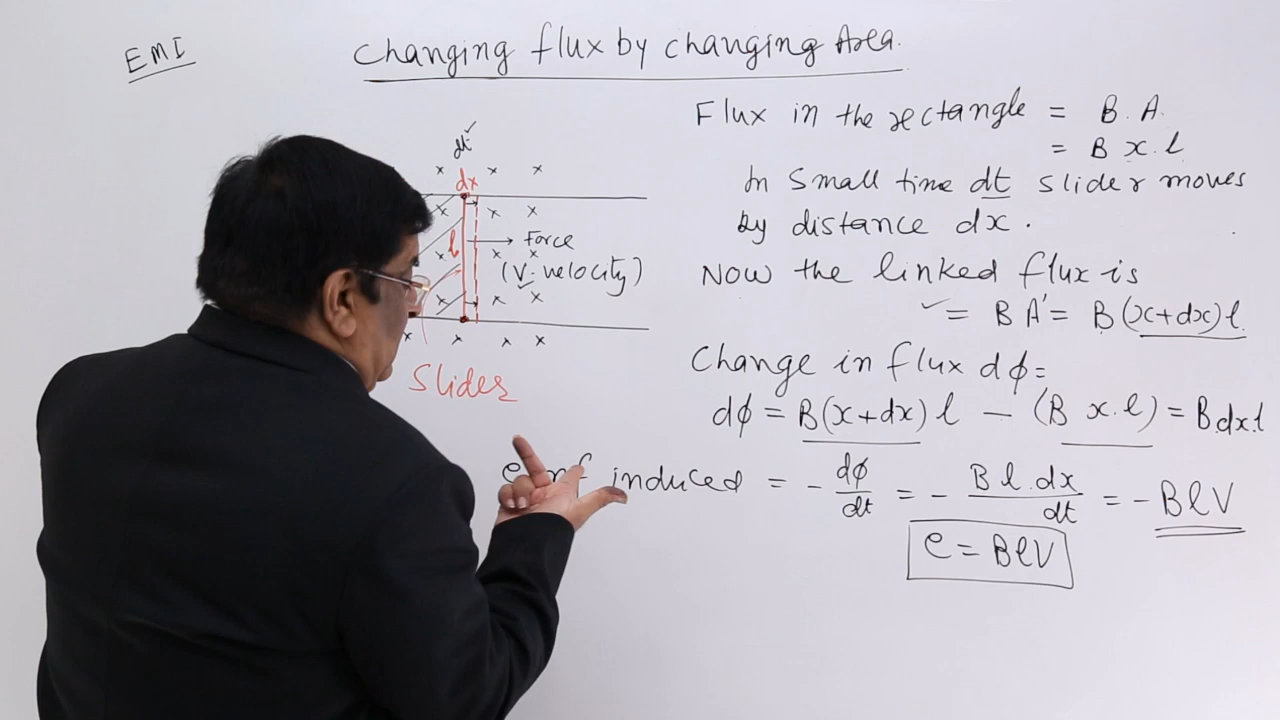 EMI
Changing flux by changing Area.
dt
dx
l
Force
(V. velocity)
Slider
Flux in the rectangle = B. A.
= B x. l
In small time dt slider moves
by distance dx.
Now the linked flux is
= B A' = B(x+dx)l.
Change in flux dϕ=
dϕ = B(x+dx) l — (B x. l) = B.dx.l
induced = - dϕ/dt = - B l. dx/dt = - BlV
e = BlV